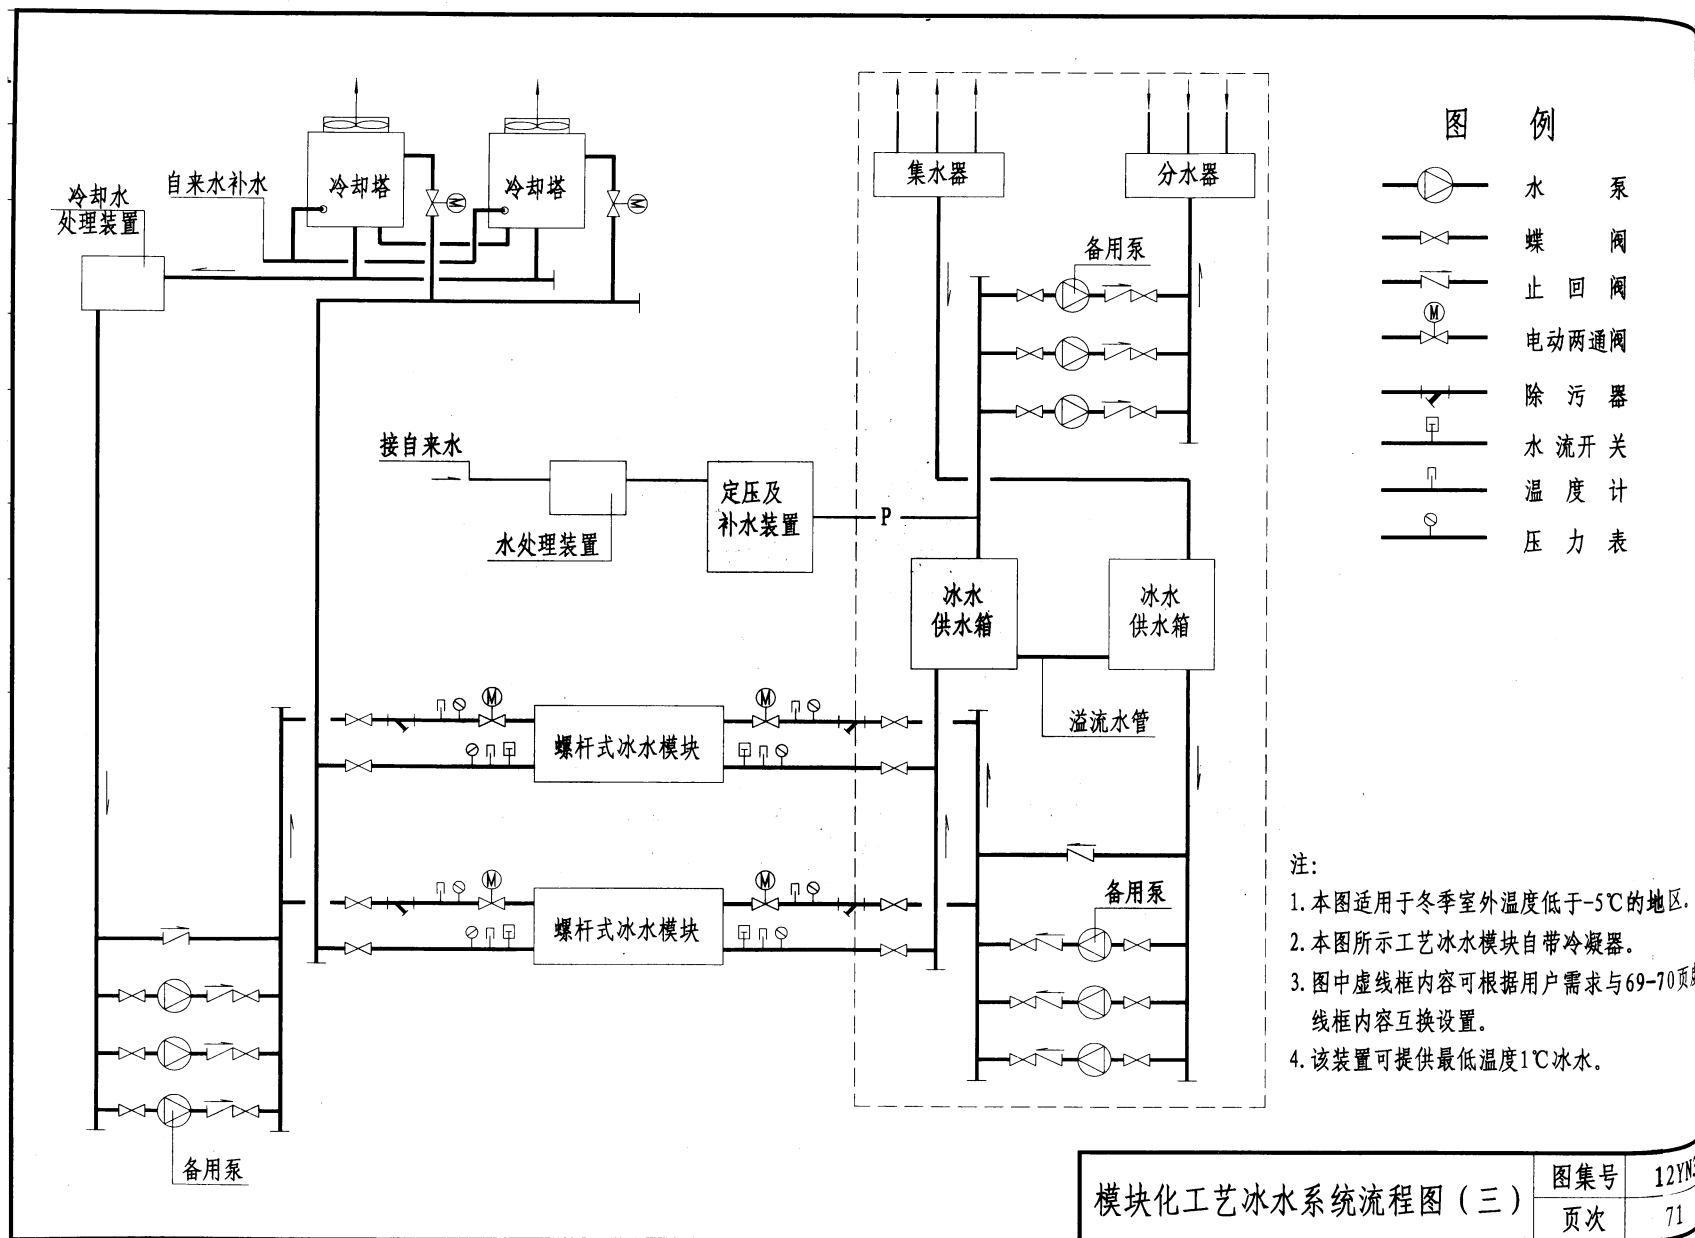 图 例
水 泵
蝶 阀
止 回 阀
M
电动两通阀
除 污 器
水 流 开 关
温 度 计
压 力 表
冷却水
处理装置
自来水补水
冷却塔
M
冷却塔
M
集水器
分水器
备用泵
接自来水
水处理装置
定压及
补水装置
P
冰水
供水箱
冰水
供水箱
溢流水管
M
M
螺杆式冰水模块
M
M
螺杆式冰水模块
备用泵
备用泵
注:
1. 本图适用于冬季室外温度低于-5℃的地区.
2. 本图所示工艺冰水模块自带冷凝器。
3. 图中虚线框内容可根据用户需求与69-70页
线框内容互换设置。
4. 该装置可提供最低温度1℃冰水。
模块化工艺冰水系统流程图（三）
图集号 12YN
页次 71